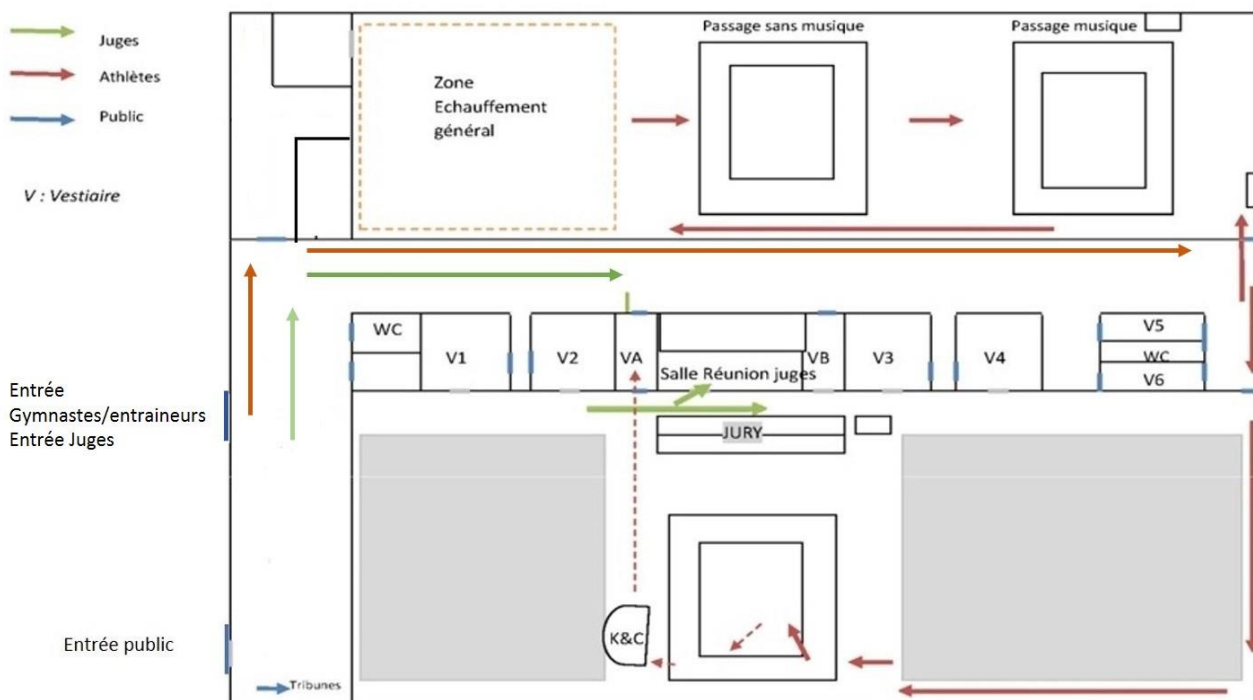 Juges
Athlètes
Public
V : Vestiaire
Zone
Echauffement
général
Passage sans musique
Passage musique
WC
V1
V2
VA
Salle Réunion juges
VB
V3
V4
V5
WC
V6
Entrée
Gymnastes/entraineurs
Entrée Juges
JURY
K&C
Entrée public
Tribunes